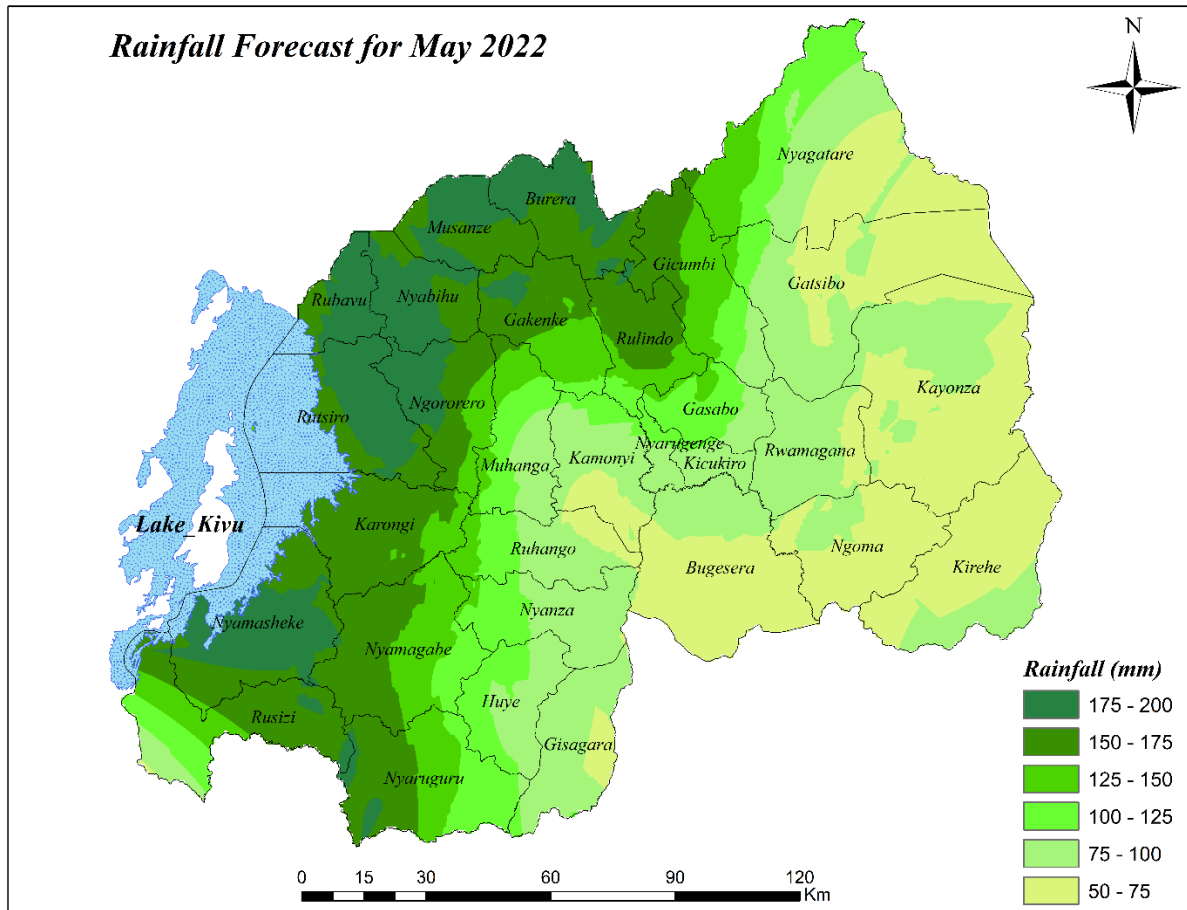 Rainfall Forecast for May 2022
N
Nyagatare
Burera
Musanze
Gicumbi
Gatsibo
Rubavu
Nyabihu
Gakenke
Rulindo
Kayonza
Ngororero
Gasabo
Rutsiro
Nyarugenge
Muhanga
Kamonyi
Kicukiro
Rwamagana
Lake_Kivu
Karongi
Ruhango
Bugesera
Ngoma
Kirehe
Nyanza
Nyamasheke
Nyamagabe
Huye
Rusizi
Gisagara
Nyaruguru
Rainfall (mm)
175 - 200
150 - 175
125 - 150
100 - 125
75 - 100
50 - 75
0 15 30 60 90 120
Km